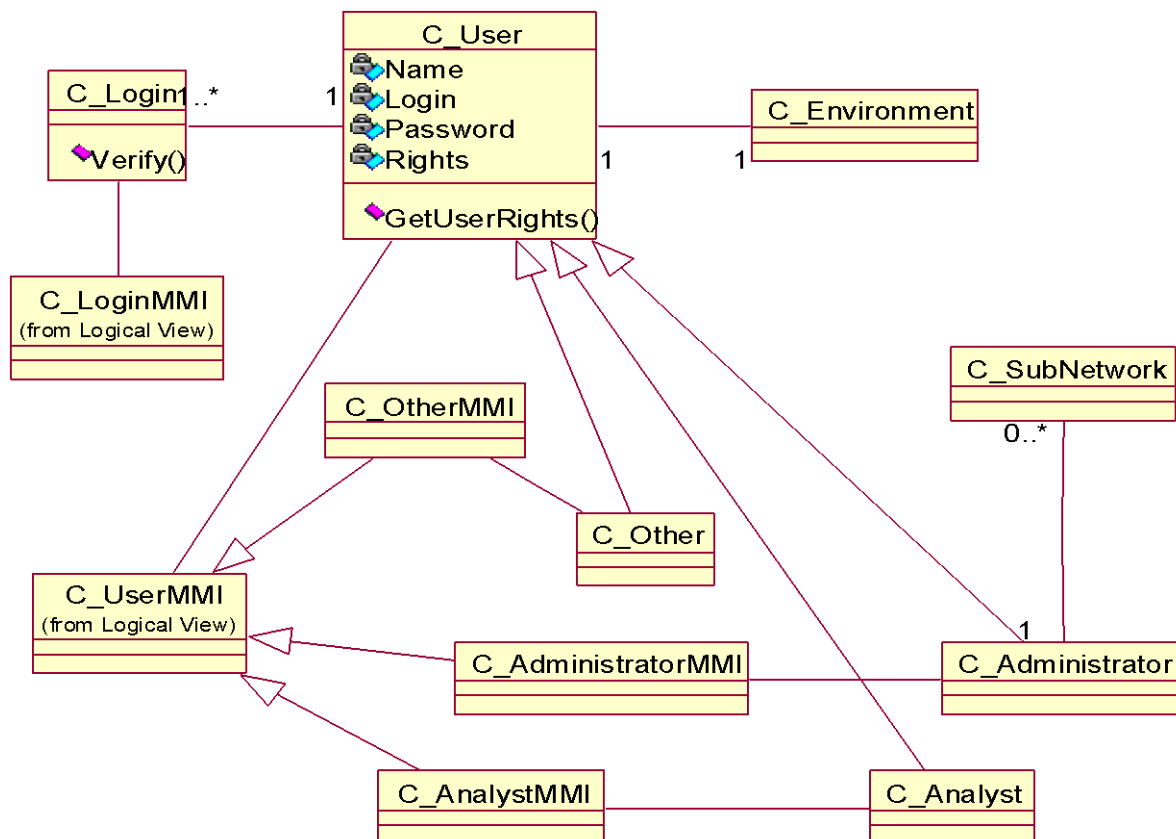 C_User
Name
Login
Password
Rights
GetUserRights()
C_Login
1..*
1
Verify()
C_Environment
1
1
C_LoginMMI
(from Logical View)
C_SubNetwork
0..*
C_OtherMMI
C_Other
C_UserMMI
(from Logical View)
C_AdministratorMMI
1
C_Administrator
C_AnalystMMI
C_Analyst